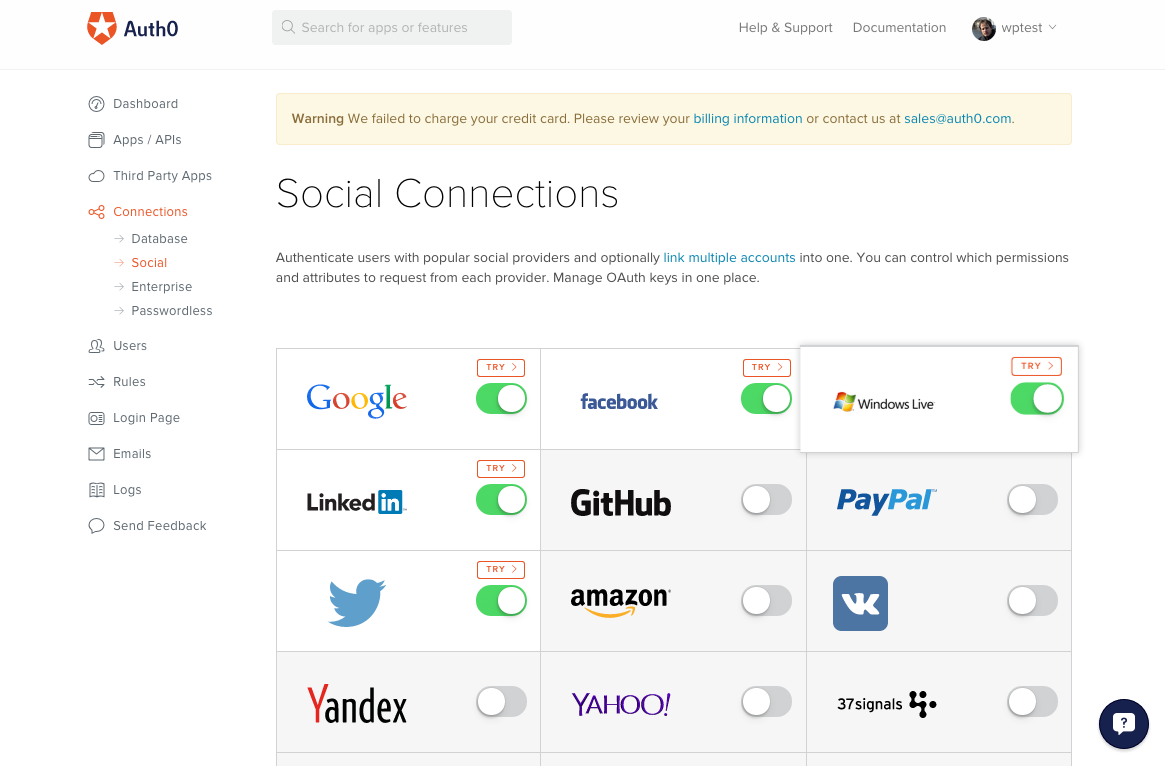 Auth0
Search for apps or features
Help & Support
Documentation
wptest
Dashboard
Apps / APIs
Third Party Apps
Connections
Database
Social
Enterprise
Passwordless
Users
Rules
Login Page
Emails
Logs
Send Feedback
Warning We failed to charge your credit card. Please review your billing information or contact us at sales@auth0.com.
Social Connections
Authenticate users with popular social providers and optionally link multiple accounts into one. You can control which permissions
and attributes to request from each provider. Manage OAuth keys in one place.
TRY
Google
TRY
facebook
TRY
Windows Live
TRY
Linked in
GitHub
PayPal™
TRY
amazon
VK
Yandex
YAHOO!
37signals
?